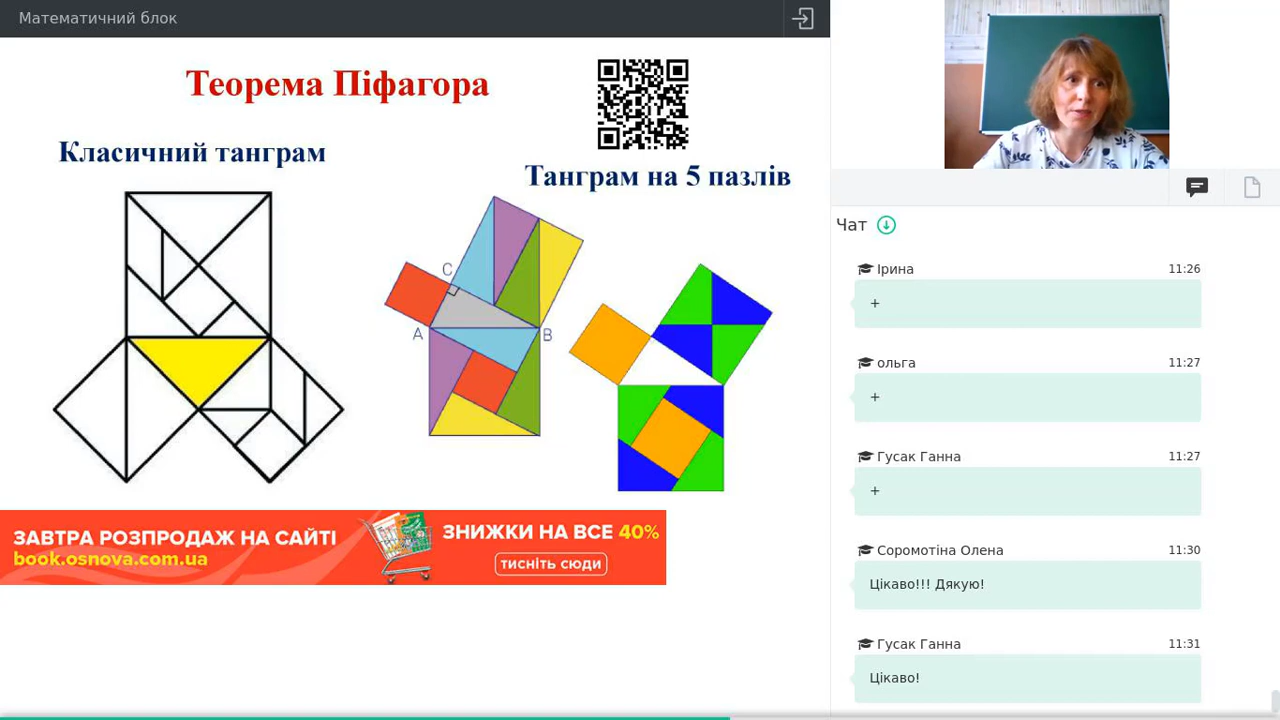 Математичний блок
Теорема Піфагора
Класичний танграм
Танграм на 5 пазлів
C
A
B
ЗАВТРА РОЗПРОДАЖ НА САЙТІ
book.osnova.com.ua
ЗНИЖКИ НА ВСЕ 40%
тисніть сюди
Чат
Ірина 11:26
+
ольга 11:27
+
Гусак Ганна 11:27
+
Соромотіна Олена 11:30
Цікаво!!! Дякую!
Гусак Ганна 11:31
Цікаво!